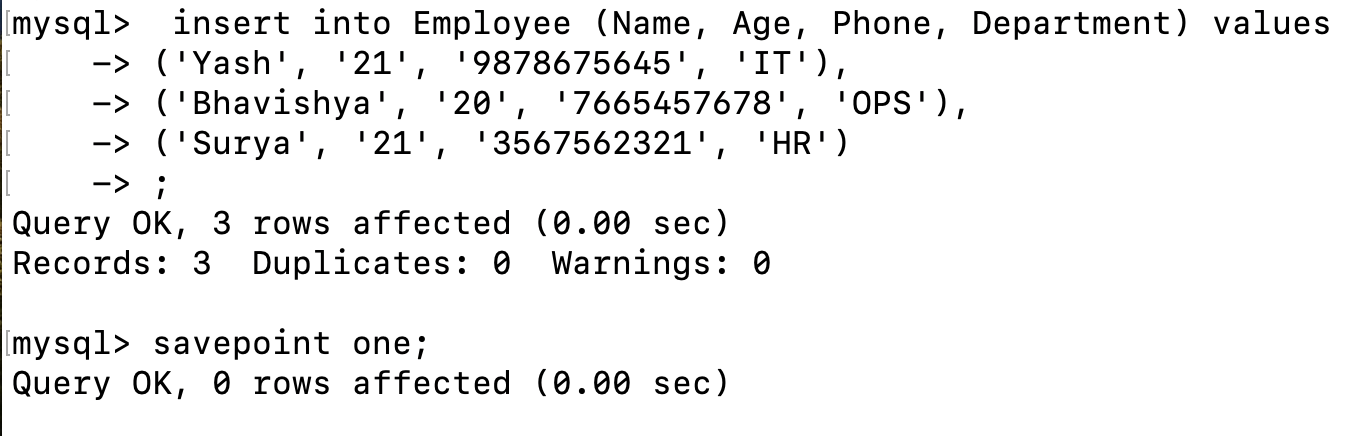 mysql>  insert into Employee (Name, Age, Phone, Department) values
    -> ('Yash', '21', '9878675645', 'IT'),
    -> ('Bhavishya', '20', '7665457678', 'OPS'),
    -> ('Surya', '21', '3567562321', 'HR')
    -> ;
Query OK, 3 rows affected (0.00 sec)
Records: 3  Duplicates: 0  Warnings: 0

mysql> savepoint one;
Query OK, 0 rows affected (0.00 sec)